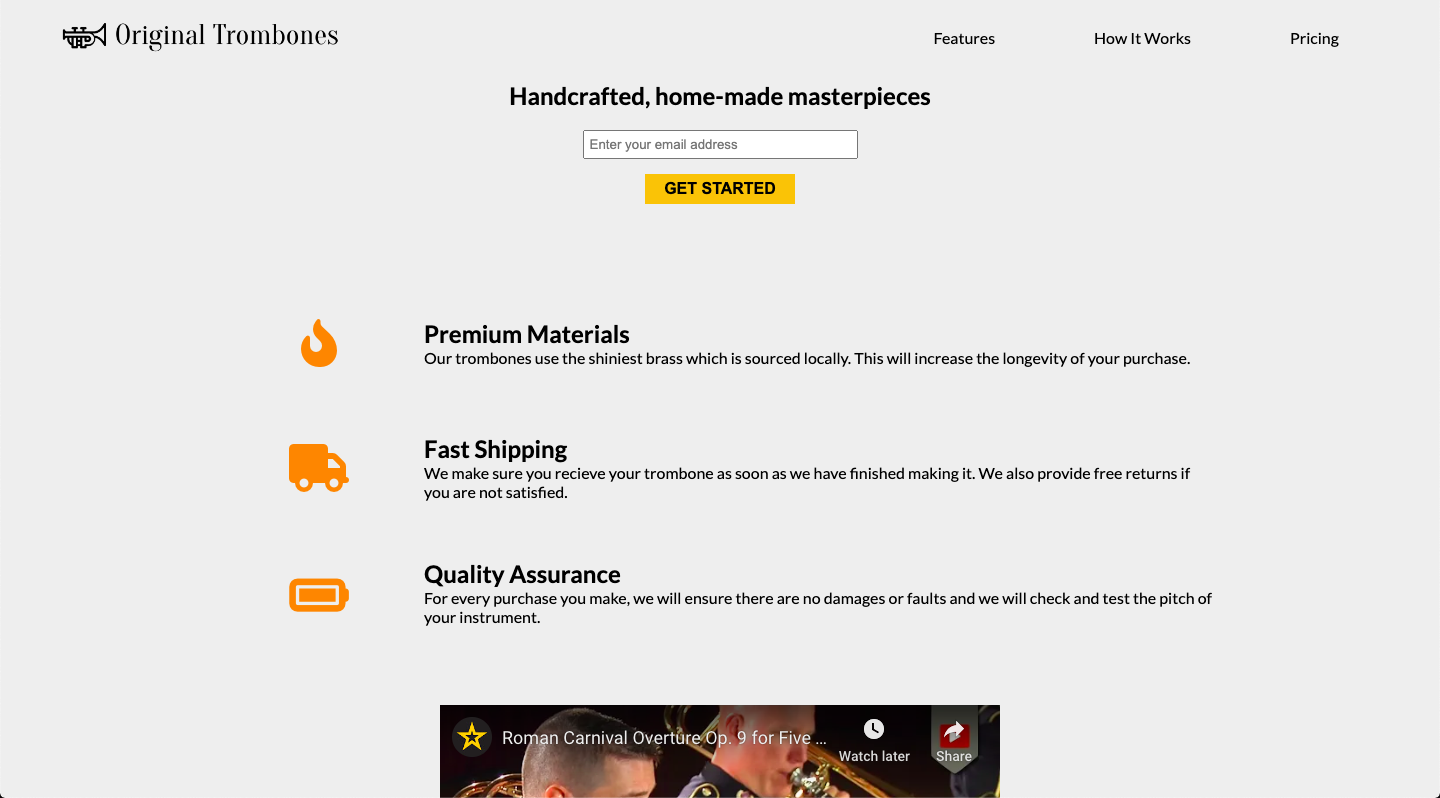 Original Trombones
Features
How It Works
Pricing
Handcrafted, home-made masterpieces
Enter your email address
GET STARTED
Premium Materials
Our trombones use the shiniest brass which is sourced locally. This will increase the longevity of your purchase.
Fast Shipping
We make sure you recieve your trombone as soon as we have finished making it. We also provide free returns if
you are not satisfied.
Quality Assurance
For every purchase you make, we will ensure there are no damages or faults and we will check and test the pitch of
your instrument.
Roman Carnival Overture Op. 9 for Five ...
Watch later
Share